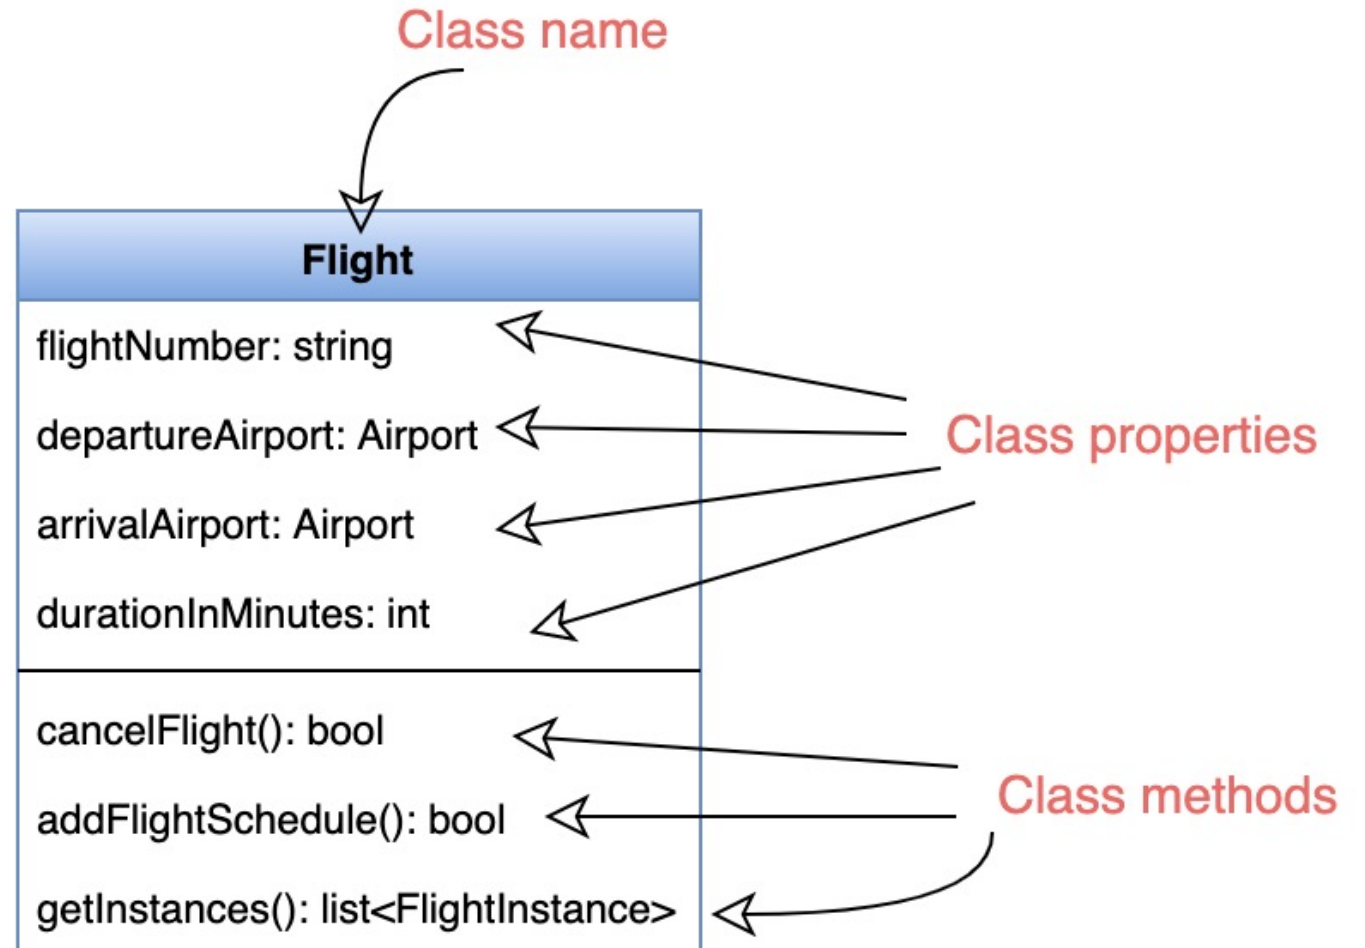 Class name
Flight
flightNumber: string
departureAirport: Airport
arrivalAirport: Airport
durationInMinutes: int
Class properties
cancelFlight(): bool
addFlightSchedule(): bool
getInstances(): list<FlightInstance>
Class methods